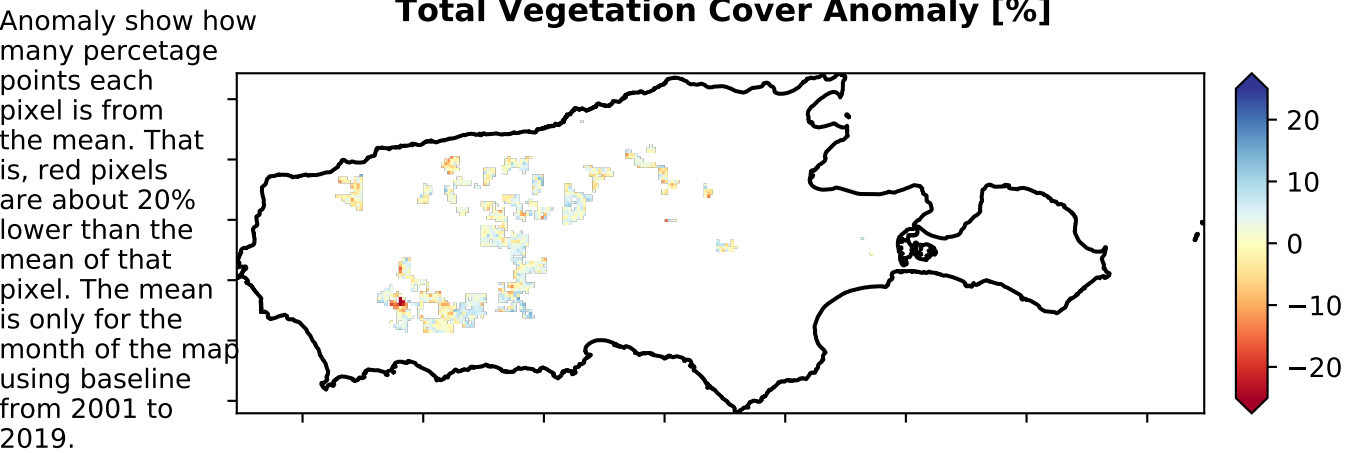 Total Vegetation Cover Anomaly [%]
Anomaly show how
many percetage
points each
pixel is from
the mean. That
is, red pixels
are about 20%
lower than the
mean of that
pixel. The mean
is only for the
month of the map
using baseline
from 2001 to
2019.
20
10
0
−10
−20